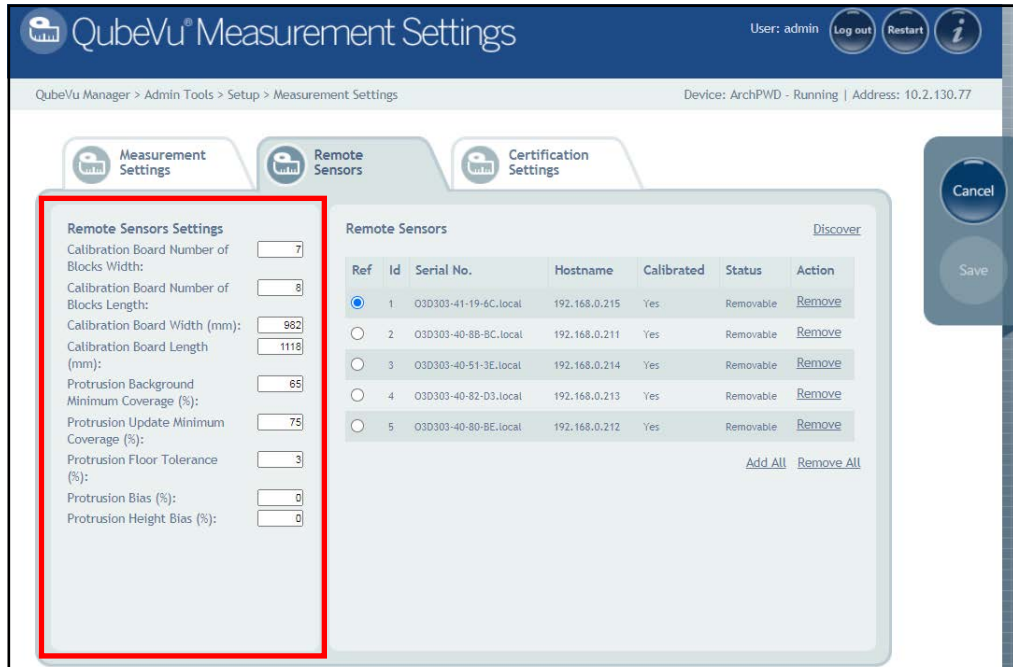 QubeVu® Measurement Settings
User: admin
Log out
Restart
i
QubeVu Manager > Admin Tools > Setup > Measurement Settings
Device: ArchPWD - Running | Address: 10.2.130.77
Measurement
Settings
Remote
Sensors
Certification
Settings
Cancel
Save
Remote Sensors Settings
Calibration Board Number of
Blocks Width: 7
Calibration Board Number of
Blocks Length: 8
Calibration Board Width (mm): 982
Calibration Board Length
(mm): 1118
Protrusion Background
Minimum Coverage (%): 65
Protrusion Update Minimum
Coverage (%): 75
Protrusion Floor Tolerance
(%): 3
Protrusion Bias (%): 0
Protrusion Height Bias (%): 0
Remote Sensors Discover
Ref Id Serial No. Hostname Calibrated Status Action
1 O3D303-41-19-6C.local 192.168.0.215 Yes Removable Remove
2 O3D303-40-8B-BC.local 192.168.0.211 Yes Removable Remove
3 O3D303-40-51-3E.local 192.168.0.214 Yes Removable Remove
4 O3D303-40-82-D3.local 192.168.0.213 Yes Removable Remove
5 O3D303-40-80-BE.local 192.168.0.212 Yes Removable Remove
Add All Remove All